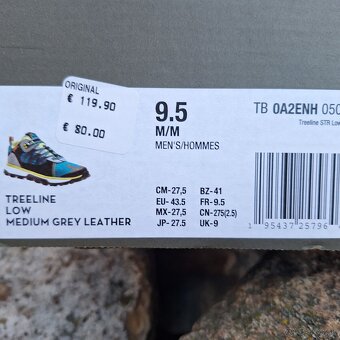 ORIGINAL
€ 119.90
€ 80.00
TREELINE
LOW
MEDIUM GREY LEATHER
9.5
M/M
MEN'S/HOMMES
CM-27,5 BZ-41
EU- 43.5 FR-9.5
MX-27,5 CN-275(2.5)
JP- 27.5 UK-9
TB 0A2ENH 050
Treeline STR Low
1 95437 25796